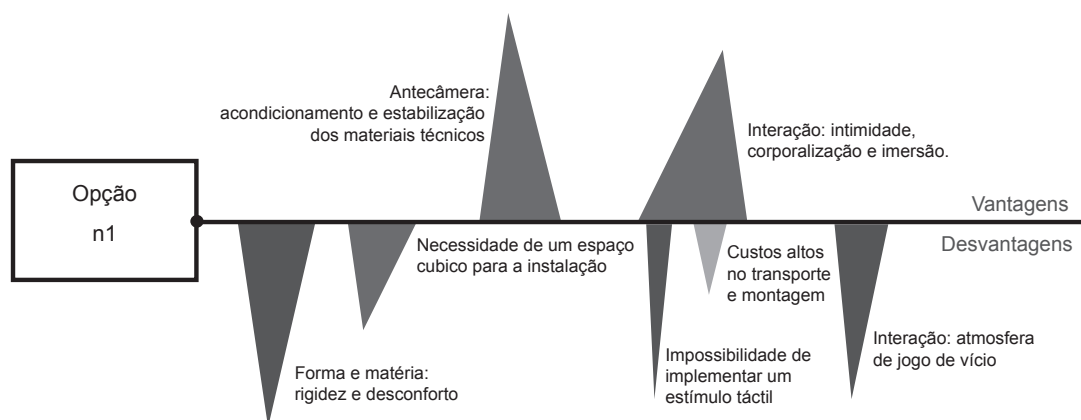 Opção
n1
Antecâmera:
acondicionamento e estabilização
dos materiais técnicos
Interação: intimidade,
corporalização e imersão.
Vantagens
Desvantagens
Necessidade de um espaço
cubico para a instalação
Custos altos
no transporte
e montagem
Forma e matéria:
rigidez e desconforto
Impossibilidade de
implementar um
estímulo táctil
Interação: atmosfera
de jogo de vício